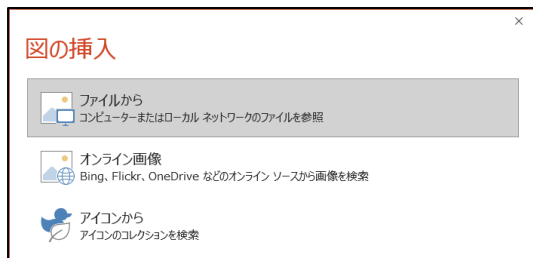 図の挿入
ファイルから
コンピューターまたはローカル ネットワークのファイルを参照
オンライン画像
Bing、Flickr、OneDrive などのオンライン ソースから画像を検索
アイコンから
アイコンのコレクションを検索